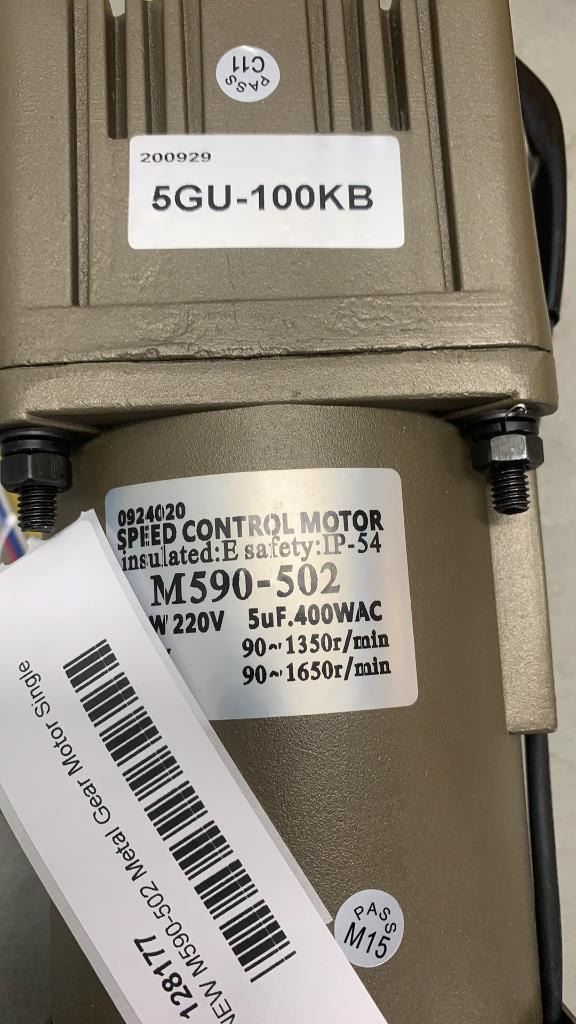 PASS
C11
200929
5GU-100KB
0924020
SPEED CONTROL MOTOR
insulated:E safety:IP-54
M590-502
W 220V 5uF.400WAC
90~1350r/min
90~1650r/min
128177
NEW M590-502 Metal Gear Motor Single
PASS
M15